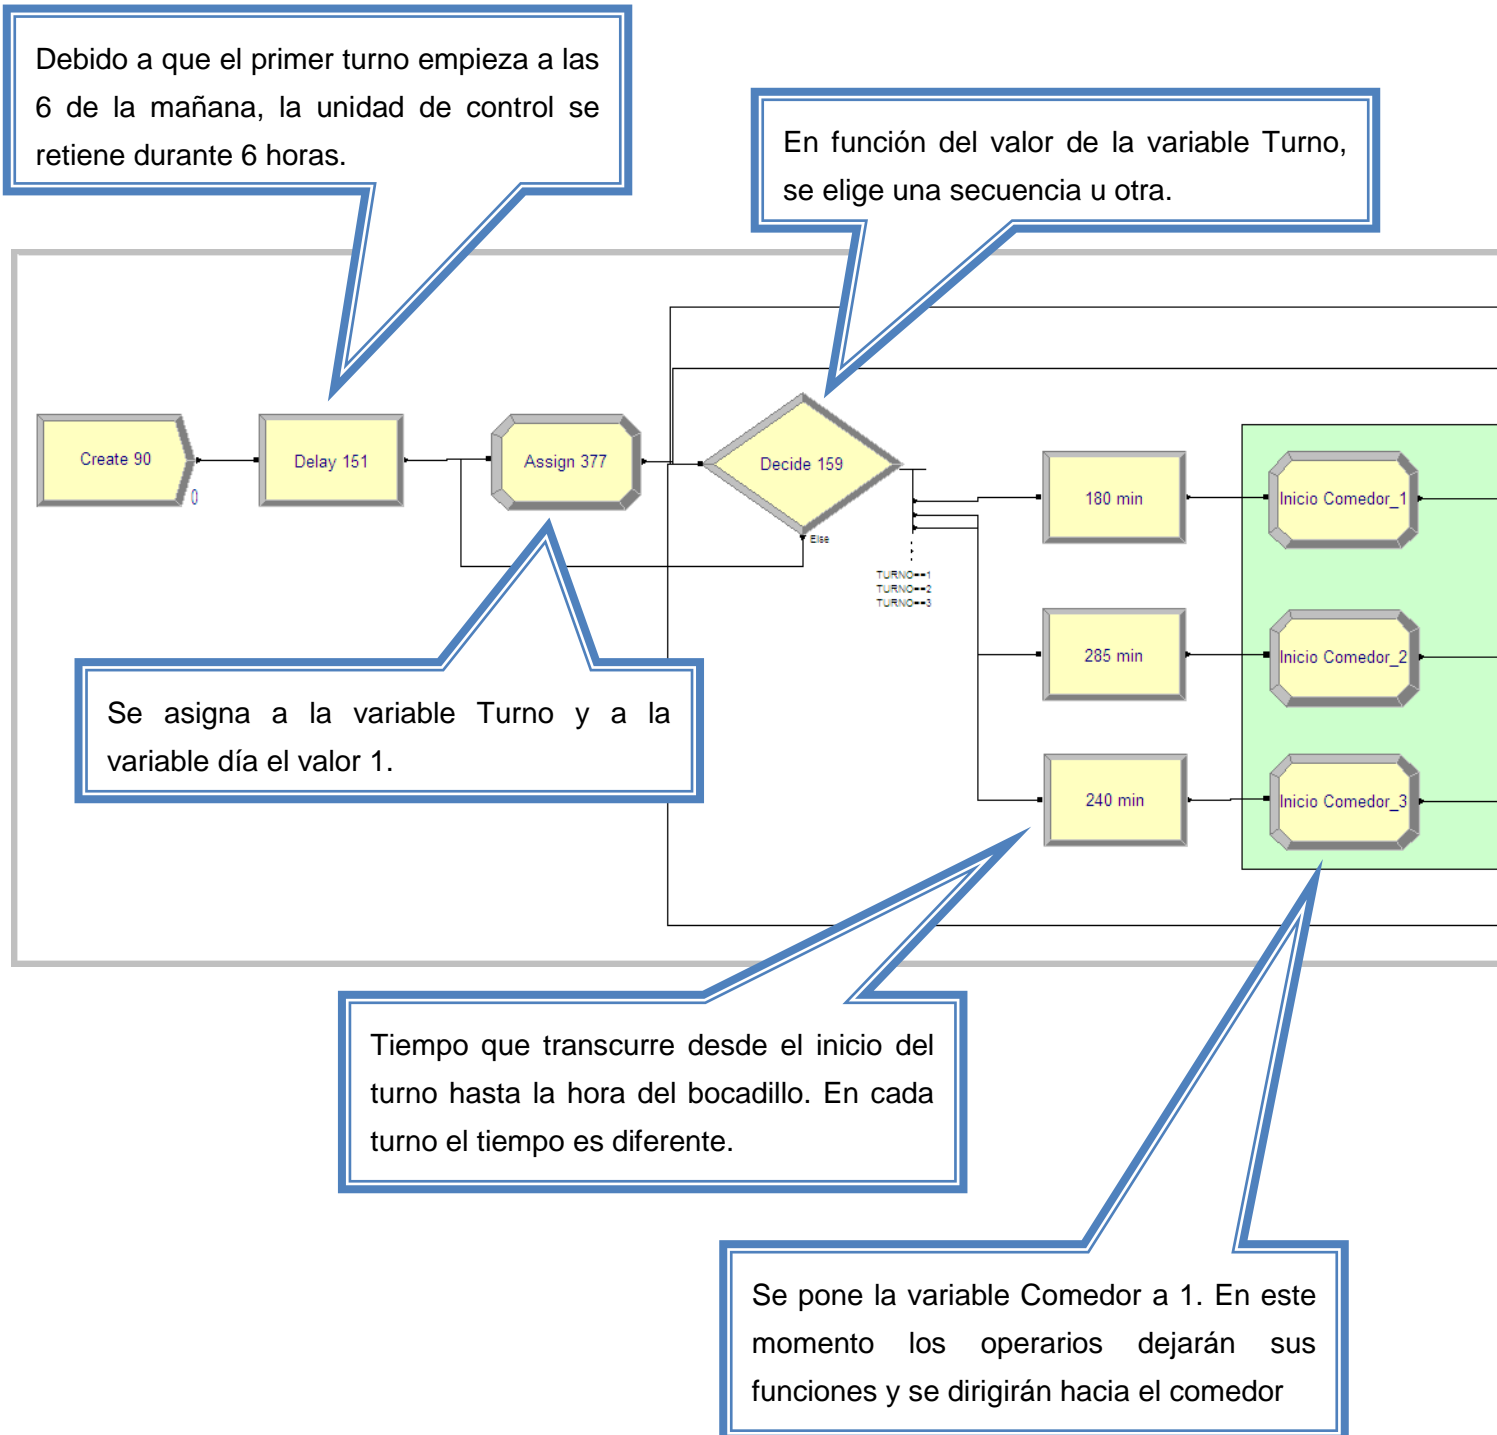 Debido a que el primer turno empieza a las
6 de la mañana, la unidad de control se
retiene durante 6 horas.
En función del valor de la variable Turno,
se elige una secuencia u otra.
Create 90
0
Delay 151
Assign 377
Decide 159
Else
TURNO==1
TURNO==2
TURNO==3
180 min
Inicio Comedor_1
285 min
Inicio Comedor_2
240 min
Inicio Comedor_3
Se asigna a la variable Turno y a la
variable día el valor 1.
Tiempo que transcurre desde el inicio del
turno hasta la hora del bocadillo. En cada
turno el tiempo es diferente.
Se pone la variable Comedor a 1. En este
momento los operarios dejarán sus
funciones y se dirigirán hacia el comedor